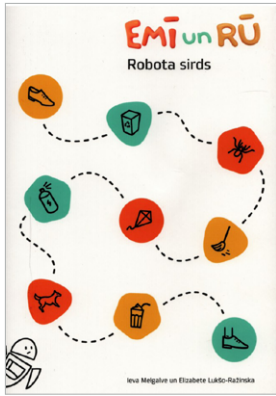 EMĪ un RŪ
Robota sirds
Ieva Melgalve un Elizabete Lukšo-Ražinska